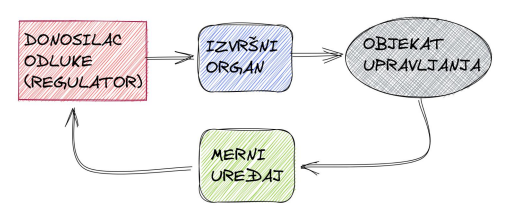 DONOSILAC
ODLUKE
(REGULATOR)
IZVRŠNI
ORGAN
OBJEKAT
UPRAVLJANJA
MERNI
UREĐAJ